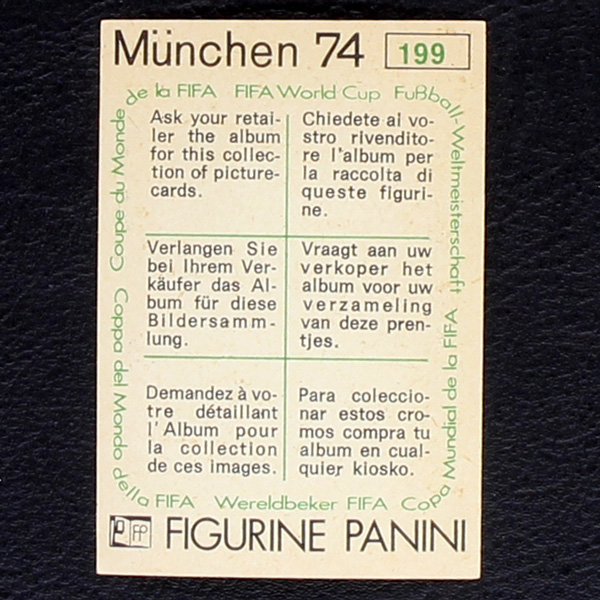 München 74 199
Coupe du Monde de la FIFA FIFA World Cup Fußball-Weltmeisterschaft
Ask your retai-
ler the album
for this collec-
tion of picture-
cards.
Chiedete ai vo-
stro rivendito-
re l'album per
la raccolta di
queste figuri-
ne.
Verlangen Sie
bei Ihrem Ver-
käufer das Al-
bum für diese
Bildersamm-
lung.
Vraagt aan uw
verkoper het
album voor uw
verzameling
van deze pren-
tjes.
Demandez à vo-
tre détaillant
l'Album pour
la collection
de ces images.
Para coleccio-
nar estos cro-
mos compra tu
album en cual-
quier kiosko.
Coppa del Mondo della FIFA Wereldbeker FIFA Copa Mundial de la FIFA
FP FIGURINE PANINI